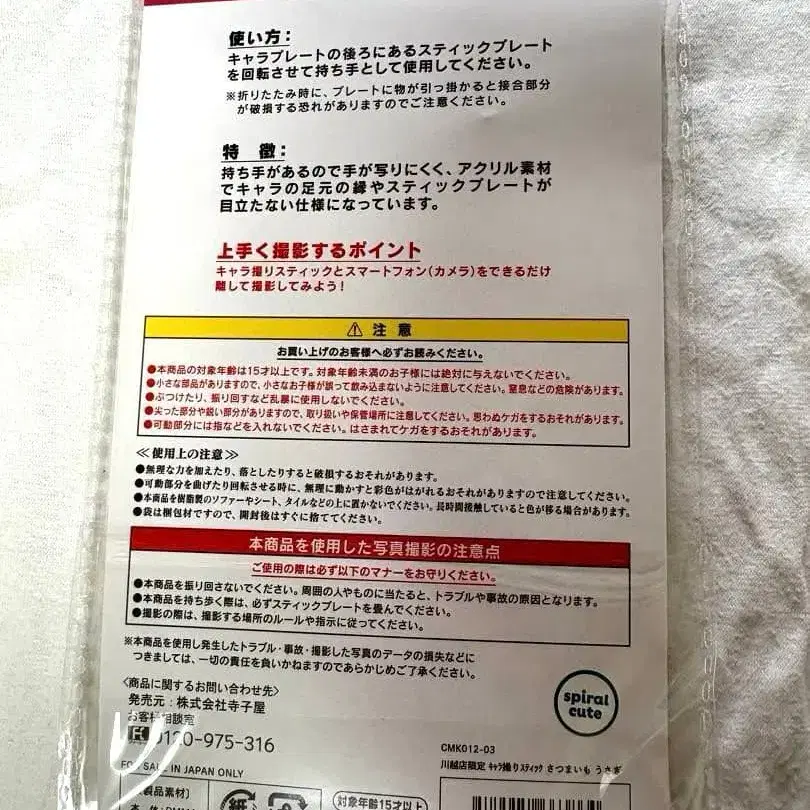 使い方：
キャラプレートの後ろにあるスティックプレート
を回転させて持ち手として使用してください。
※折りたたみ時に、プレートに物が引っ掛かると接合部分
が破損する恐れがありますのでご注意ください。
特 徴：
持ち手があるので手が写りにくく、アクリル素材
でキャラの足元の縁やスティックプレートが
目立たない仕様になっています。
上手く撮影するポイント
キャラ撮りスティックとスマートフォン（カメラ）をできるだけ
離して撮影してみよう！
⚠ 注 意
お買い上げのお客様へ必ずお読みください。
●本商品の対象年齢は15才以上です。対象年齢未満のお子様には絶対に与えないでください。
●小さな部品がありますので、小さなお子様が誤って飲み込まないように注意してください。窒息などの危険があります。
●ぶつけたり、振り回すなど乱暴に使用しないでください。
●尖った部分や鋭い部分がありますので、取り扱いや保管場所に注意してください。思わぬケガをするおそれがあります。
●可動部分には指などを入れないでください。はさまれてケガをするおそれがあります。
≪使用上の注意≫
●無理な力を加えたり、落としたりすると破損するおそれがあります。
●可動部分を曲げたり回転させる時に、無理に動かすと彩色がはがれるおそれがありますので注意してください。
●本商品を樹脂製のソファーやシート、タイルなどの上に置かないでください。長時間接触していると色が移る場合があります。
●袋は梱包材ですので、開封後はすぐに捨ててください。
本商品を使用した写真撮影の注意点
ご使用の際は必ず以下のマナーをお守りください。
●本商品を振り回さないでください。周囲の人やものに当たると、トラブルや事故の原因となります。
●本商品を持ち歩く際は、必ずスティックプレートを畳んでください。
●撮影の際は、撮影する場所のルールや指示に従ってください。
※本商品を使用し発生したトラブル・事故・撮影した写真のデータの損失などに
つきましては、一切の責任を負いかねますのであらかじめご了承ください。
〈商品に関するお問い合わせ先〉
発売元：株式会社寺子屋
お客様相談室
0120-975-316
FOR SALE IN JAPAN ONLY
spiral
cute
CMK012-03
川越店限定 キャラ撮りスティック さつまいも うさぎ
【製品素材】
紙
対象年齢15才以上